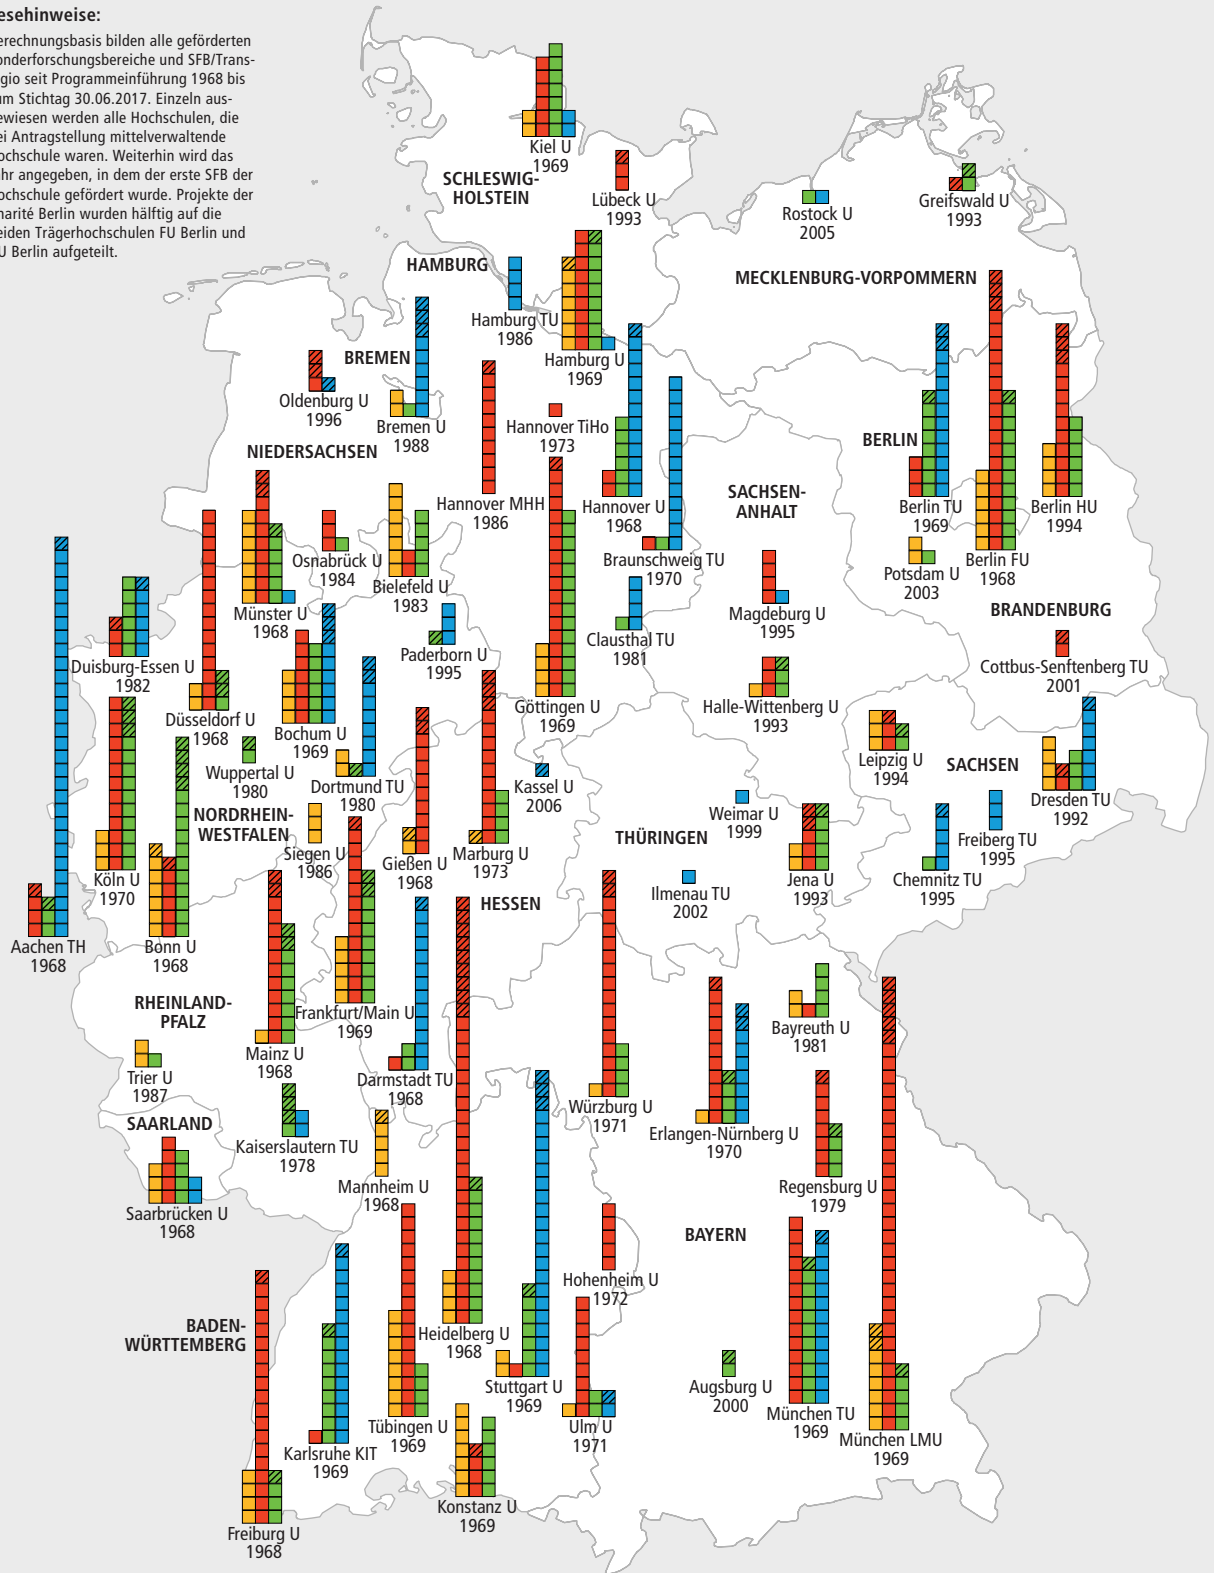 esehinweise:
erechnungsbasis bilden alle geförderten
onderforschungsbereiche und SFB/Trans-
gio seit Programmeinführung 1968 bis
m Stichtag 30.06.2017. Einzeln aus-
ewiesen werden alle Hochschulen, die
ei Antragstellung mittelverwaltende
ochschule waren. Weiterhin wird das
hr angegeben, in dem der erste SFB der
ochschule gefördert wurde. Projekte der
harité Berlin wurden hälftig auf die
eiden Trägerhochschulen FU Berlin und
U Berlin aufgeteilt.
Kiel U
1969
SCHLESWIG-
HOLSTEIN
Lübeck U
1993
Rostock U
2005
Greifswald U
1993
HAMBURG
MECKLENBURG-VORPOMMERN
Hamburg TU
1986
Hamburg U
1969
BREMEN
Oldenburg U
1996
Bremen U
1988
Hannover TiHo
1973
NIEDERSACHSEN
BERLIN
Hannover MHH
1986
Hannover U
1968
SACHSEN-
ANHALT
Berlin TU
1969
Berlin HU
1994
Osnabrück U
1984
Bielefeld U
1983
Braunschweig TU
1970
Potsdam U
2003
Berlin FU
1968
Münster U
1968
Clausthal TU
1981
Magdeburg U
1995
BRANDENBURG
Duisburg-Essen U
1982
Paderborn U
1995
Cottbus-Senftenberg TU
2001
Düsseldorf U
1968
Bochum U
1969
Göttingen U
1969
Halle-Wittenberg U
1993
Wuppertal U
1980
Dortmund TU
1980
Kassel U
2006
Leipzig U
1994
SACHSEN
Dresden TU
1992
NORDRHEIN-
WESTFALEN
Siegen U
1986
Gießen U
1968
Marburg U
1973
THÜRINGEN
Weimar U
1999
Freiberg TU
1995
Köln U
1970
Ilmenau TU
2002
Jena U
1993
Chemnitz TU
1995
Aachen TH
1968
Bonn U
1968
HESSEN
RHEINLAND-
PFALZ
Frankfurt/Main U
1969
Bayreuth U
1981
Mainz U
1968
Trier U
1987
Darmstadt TU
1968
Würzburg U
1971
Erlangen-Nürnberg U
1970
SAARLAND
Kaiserslautern TU
1978
Mannheim U
1968
Regensburg U
1979
Saarbrücken U
1968
BAYERN
Hohenheim U
1972
BADEN-
WÜRTTEMBERG
Heidelberg U
1968
Stuttgart U
1969
Augsburg U
2000
München TU
1969
Tübingen U
1969
Ulm U
1971
München LMU
1969
Karlsruhe KIT
1969
Konstanz U
1969
Freiburg U
1968